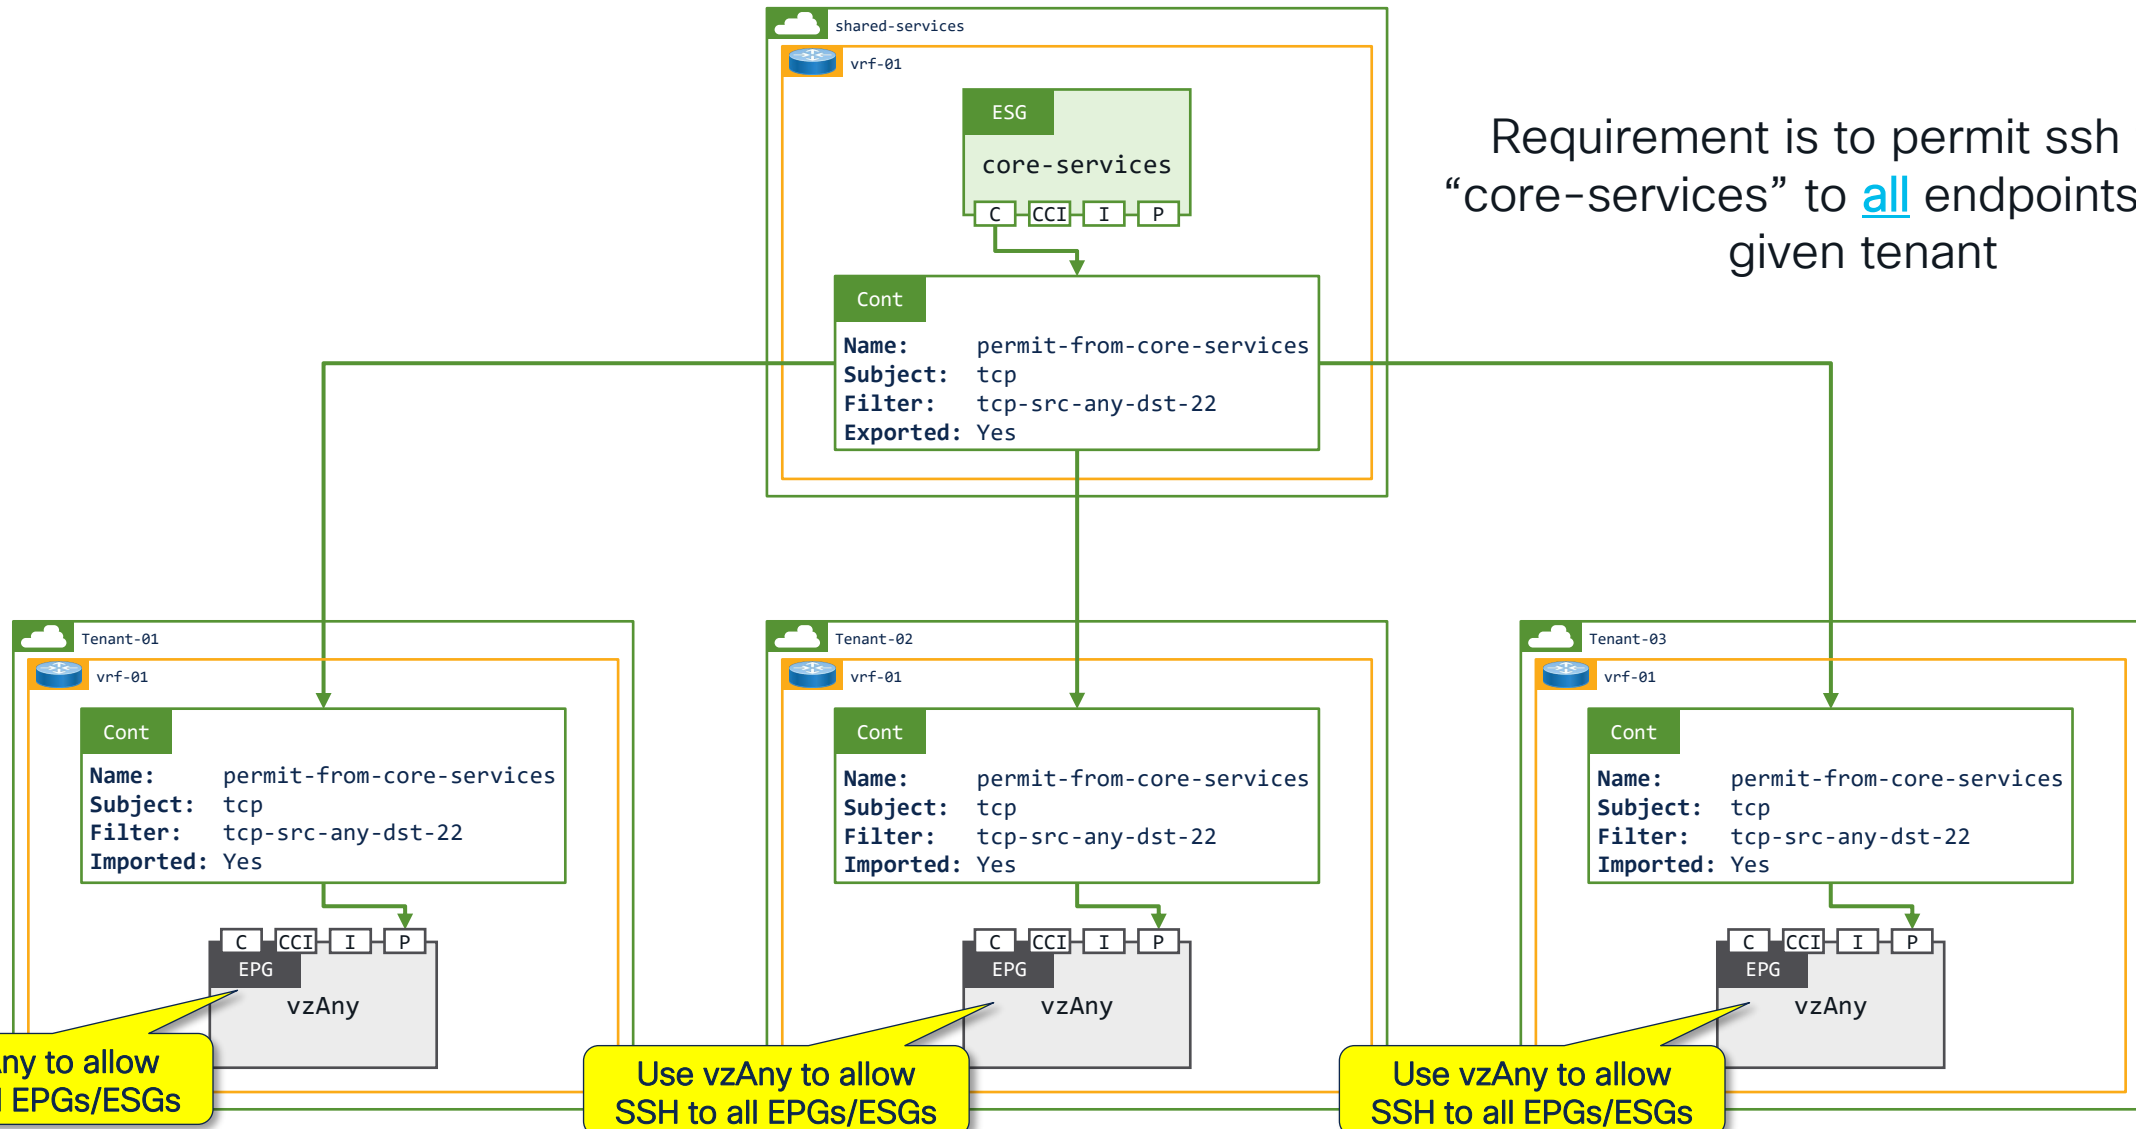 shared-services
vrf-01
ESG
core-services
C CCI I P
Requirement is to permit ssh
“core-services” to all endpoints
given tenant
Cont
Name: permit-from-core-services
Subject: tcp
Filter: tcp-src-any-dst-22
Exported: Yes
Tenant-01
vrf-01
Cont
Name: permit-from-core-services
Subject: tcp
Filter: tcp-src-any-dst-22
Imported: Yes
C CCI I P
EPG
vzAny
to allow
EPGs/ESGs
Tenant-02
vrf-01
Cont
Name: permit-from-core-services
Subject: tcp
Filter: tcp-src-any-dst-22
Imported: Yes
C CCI I P
EPG
vzAny
Use vzAny to allow
SSH to all EPGs/ESGs
Tenant-03
vrf-01
Cont
Name: permit-from-core-services
Subject: tcp
Filter: tcp-src-any-dst-22
Imported: Yes
C CCI I P
EPG
vzAny
Use vzAny to allow
SSH to all EPGs/ESGs